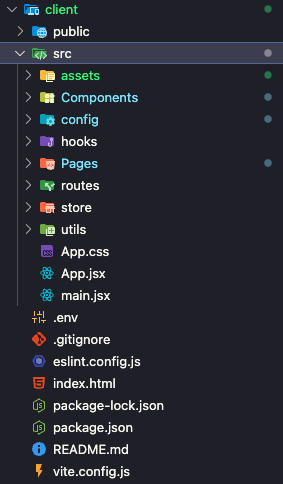 client
public
src
assets
Components
config
hooks
Pages
routes
store
utils
App.css
App.jsx
main.jsx
.env
.gitignore
eslint.config.js
index.html
package-lock.json
package.json
README.md
vite.config.js